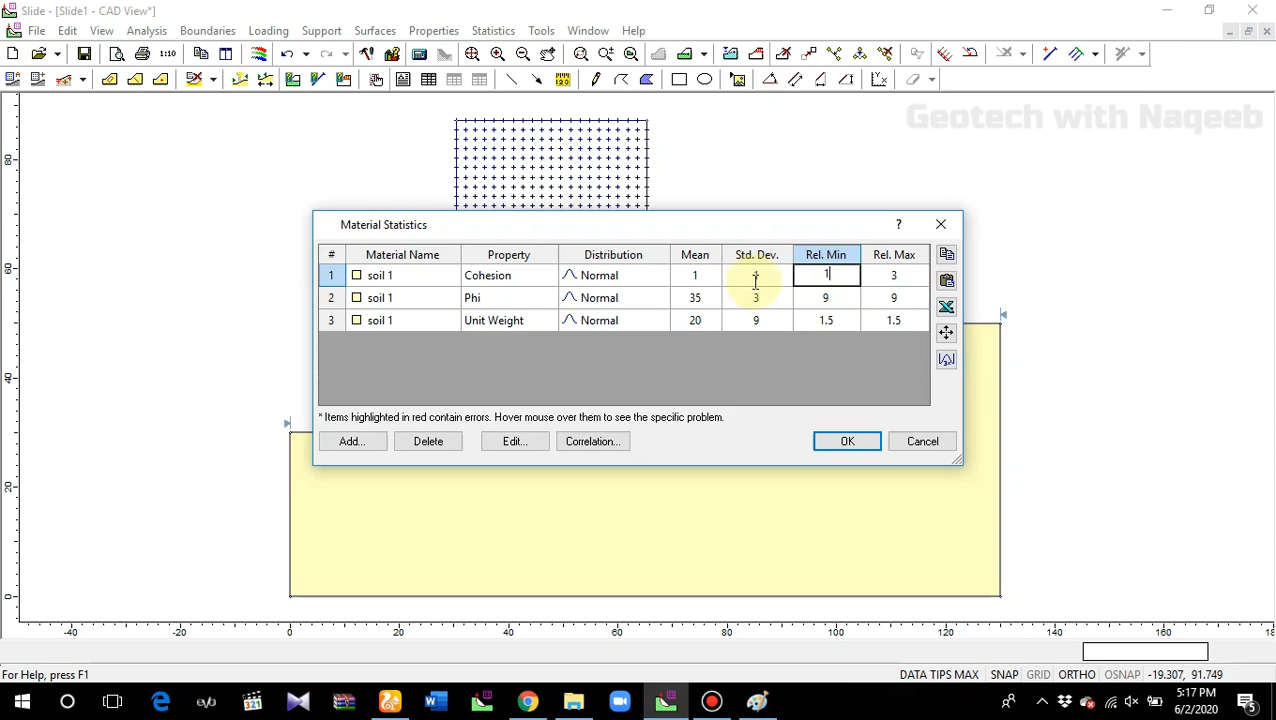 Slide - [Slide1 - CAD View*]
File Edit View Analysis Boundaries Loading Support Surfaces Properties Statistics Tools Window Help
1:10
Geotech with Naqeeb
Material Statistics
# Material Name Property Distribution Mean Std. Dev. Rel. Min Rel. Max
1 soil 1 Cohesion Normal 1 1 3
2 soil 1 Phi Normal 35 3 9 9
3 soil 1 Unit Weight Normal 20 9 1.5 1.5
* Items highlighted in red contain errors. Hover mouse over them to see the specific problem.
Add... Delete Edit... Correlation... OK Cancel
80
60
40
20
0
-40 -20 0 20 40 60 80 100 120 140 160 18
For Help, press F1 DATA TIPS MAX SNAP GRID ORTHO OSNAP -19.307, 91.749
5:17 PM
6/2/2020
5